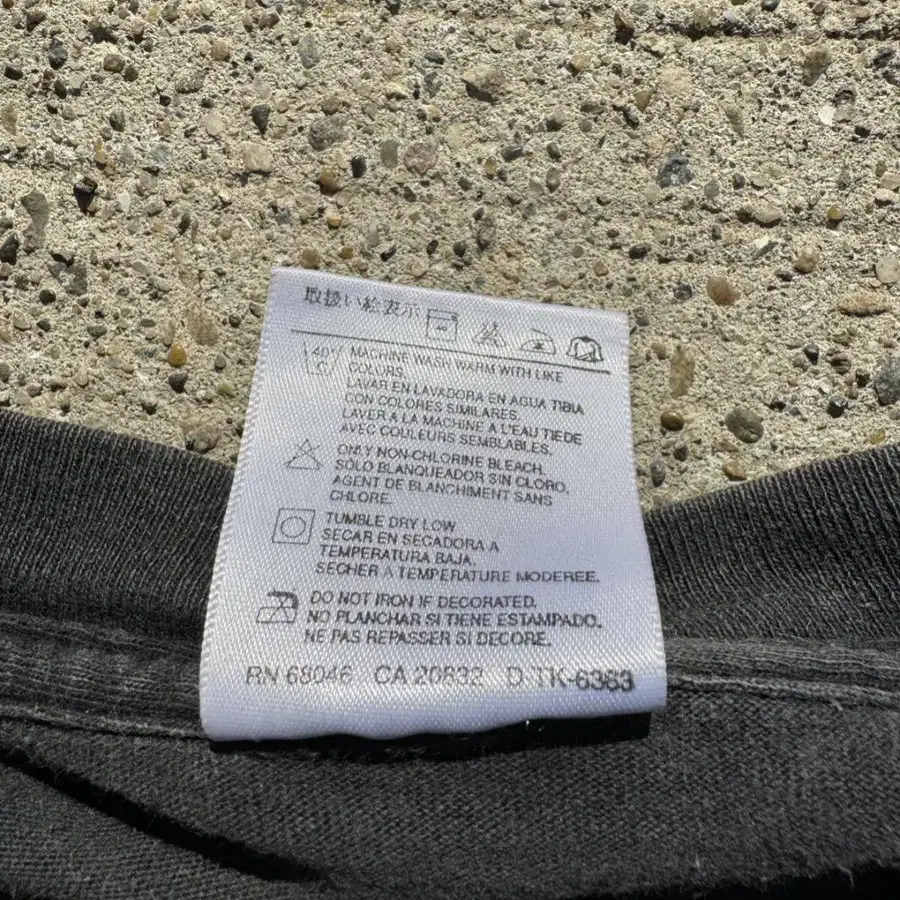 取扱い絵表示
40° MACHINE WASH WARM WITH LIKE
COLORS.
LAVAR EN LAVADORA EN AGUA TIBIA
CON COLORES SIMILARES.
LAVER A LA MACHINE A L'EAU TIEDE
AVEC COULEURS SEMBLABLES.
ONLY NON-CHLORINE BLEACH.
SÓLO BLANQUEADOR SIN CLORO.
AGENT DE BLANCHIMENT SANS
CHLORE.
TUMBLE DRY LOW
SECAR EN SECADORA A
TEMPERATURA BAJA.
SECHER A TEMPERATURE MODEREE.
DO NOT IRON IF DECORATED.
NO PLANCHAR SI TIENE ESTAMPADO.
NE PAS REPASSER SI DECORE.
RN 68046 CA 20832 D-TK-6363